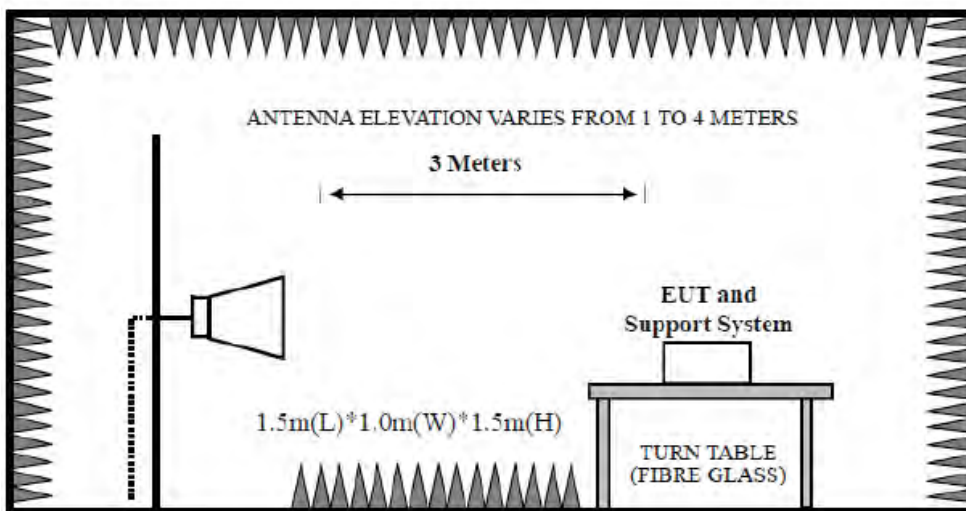 ANTENNA ELEVATION VARIES FROM 1 TO 4 METERS
3 Meters
EUT and
Support System
1.5m(L)*1.0m(W)*1.5m(H)
TURN TABLE
(FIBRE GLASS)